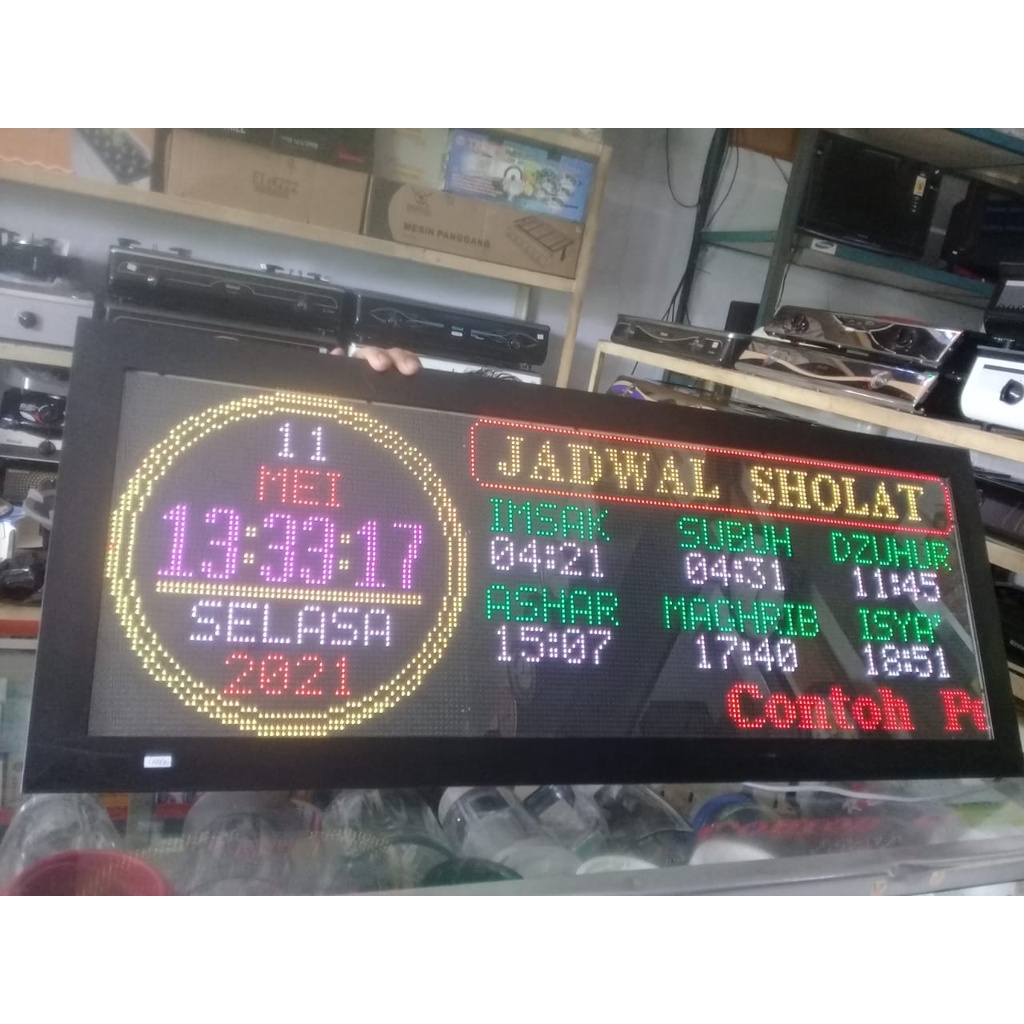 MESIN PANGGANG
11
MEI
13:33:17
SELASA
2021
JADWAL SHOLAT
IMSAK SUBUH DZUHUR
04:21 04:31 11:45
ASHAR MAGHRIB ISYA'
15:07 17:40 18:51
Contoh